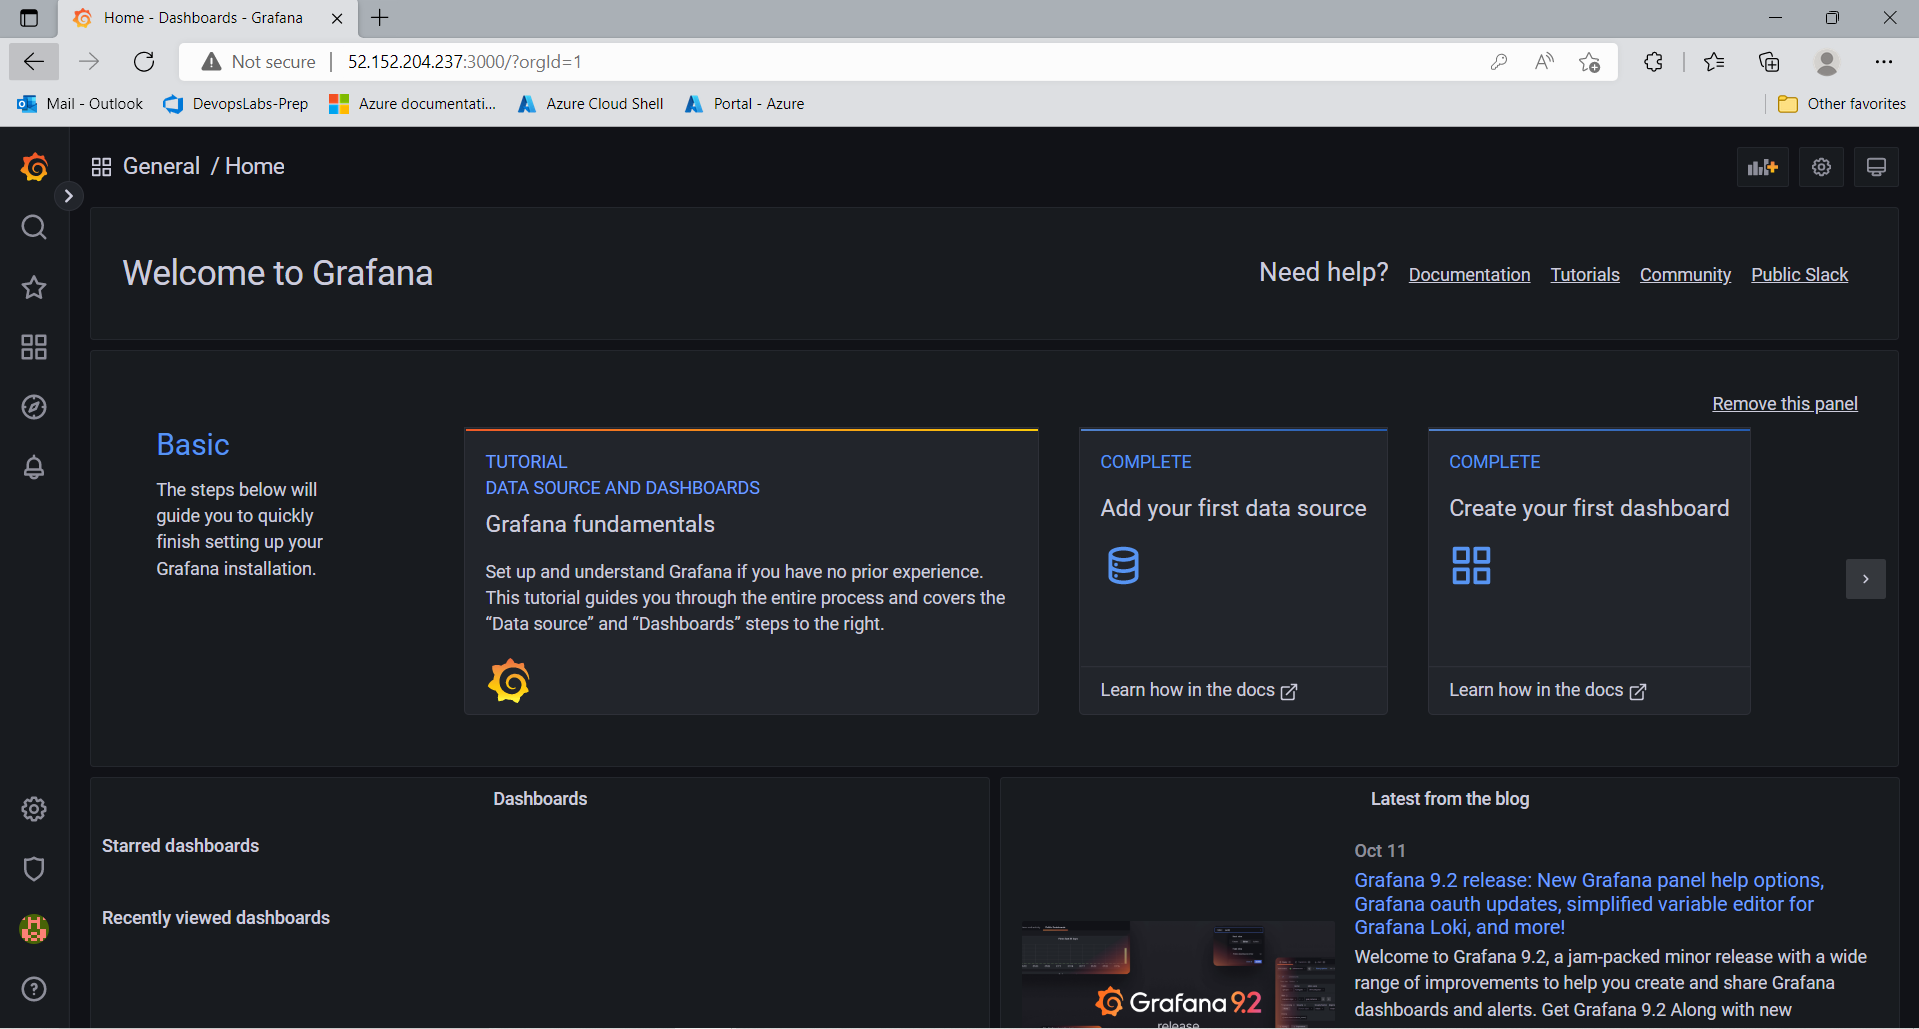 Home - Dashboards - Grafana
Not secure | 52.152.204.237:3000/?orgId=1
Mail - Outlook DevopsLabs-Prep Azure documentati... Azure Cloud Shell Portal - Azure Other favorites
General / Home
Welcome to Grafana
Need help? Documentation Tutorials Community Public Slack
Remove this panel
Basic
The steps below will
guide you to quickly
finish setting up your
Grafana installation.
TUTORIAL
DATA SOURCE AND DASHBOARDS
Grafana fundamentals
Set up and understand Grafana if you have no prior experience.
This tutorial guides you through the entire process and covers the
“Data source” and “Dashboards” steps to the right.
COMPLETE
Add your first data source
Learn how in the docs
COMPLETE
Create your first dashboard
Learn how in the docs
Dashboards
Starred dashboards
Recently viewed dashboards
Latest from the blog
Oct 11
Grafana 9.2 release: New Grafana panel help options,
Grafana oauth updates, simplified variable editor for
Grafana Loki, and more!
Welcome to Grafana 9.2, a jam-packed minor release with a wide
range of improvements to help you create and share Grafana
dashboards and alerts. Get Grafana 9.2 Along with new
Grafana 9.2
release